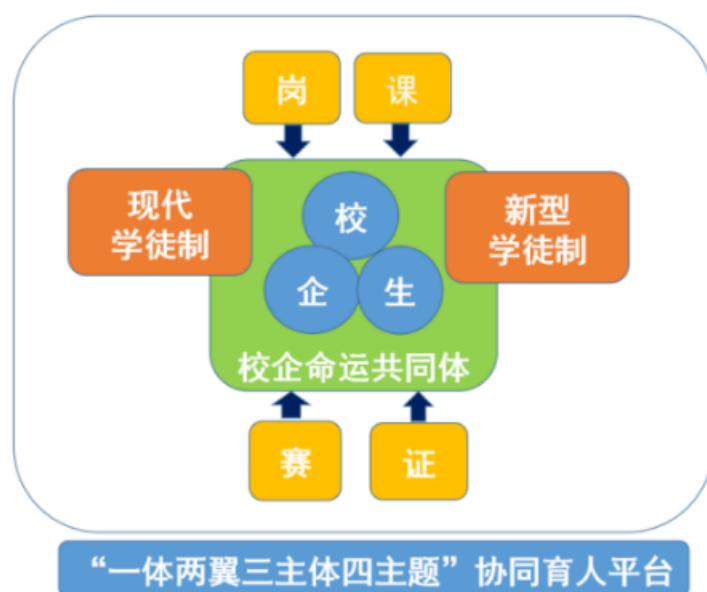 岗
课
现代
学徒制
校
新型
学徒制
企
生
校企命运共同体
赛
证
“一体两翼三主体四主题”协同育人平台